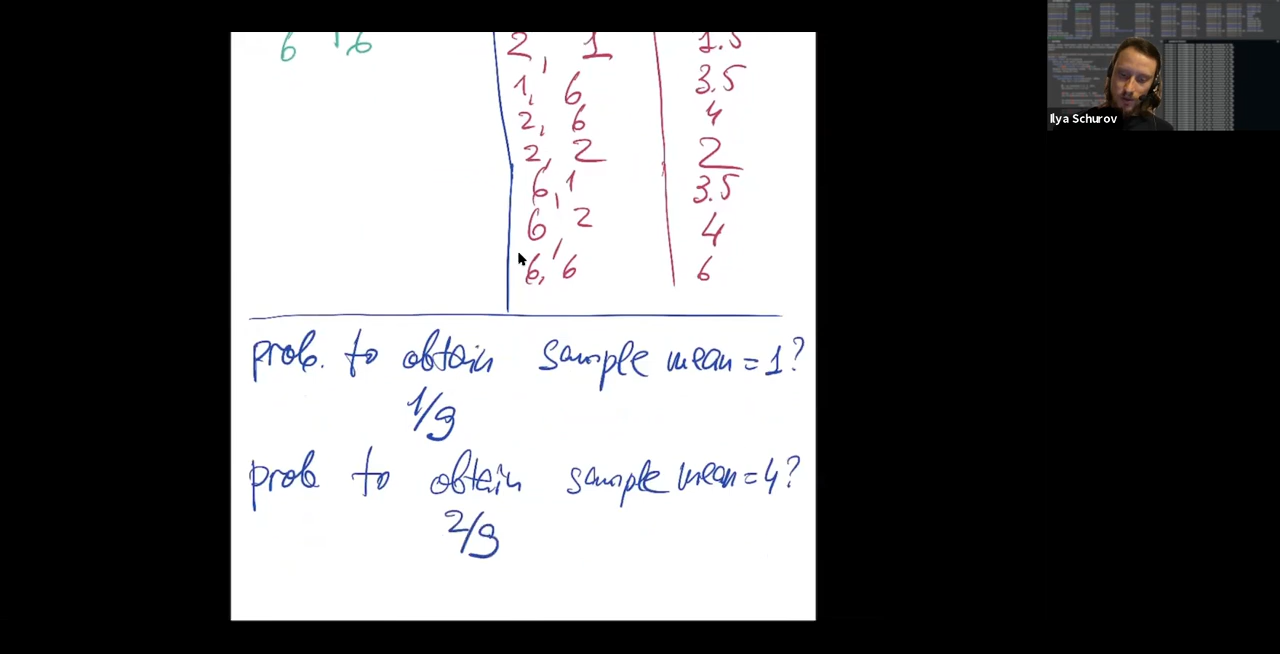 6 | 6
2, 1 1.5
1, 6 3.5
2, 6 4
2, 2 2
6, 1 3.5
6, 2 4
6, 6 6
prob. to obtain sample mean = 1?
1/9
prob to obtain sample mean = 4?
2/9
Ilya Schurov